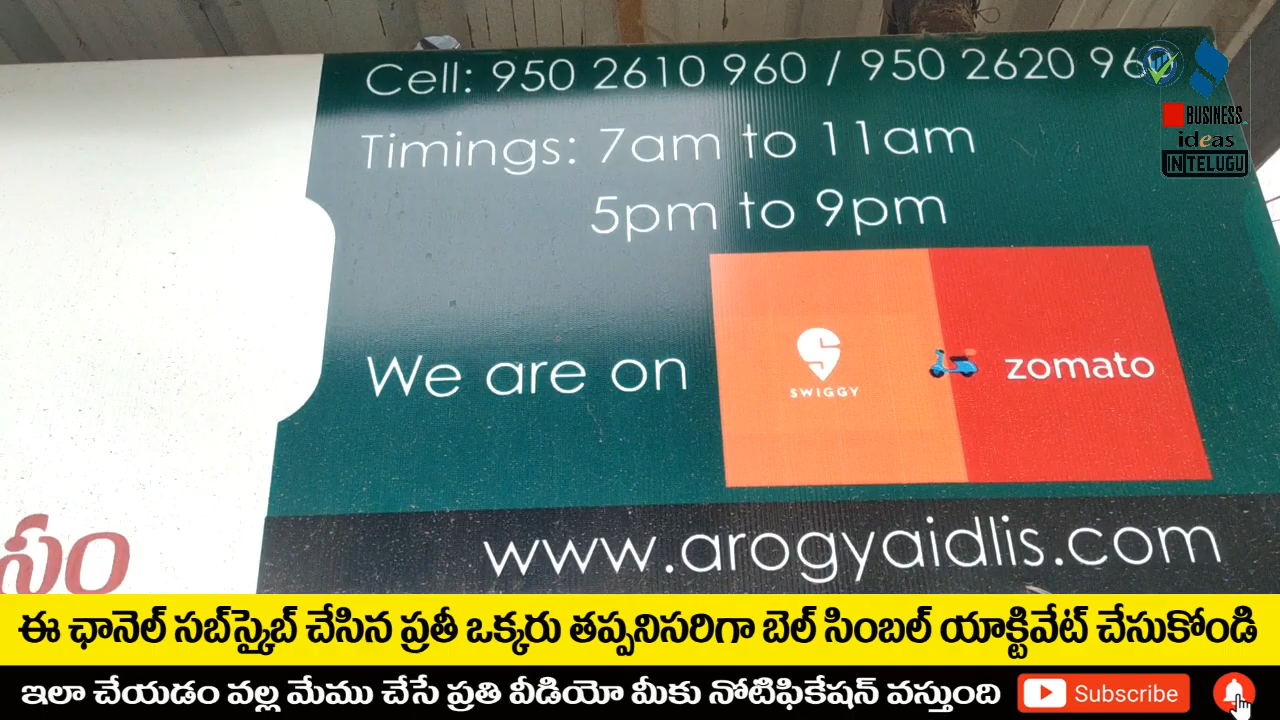 Cell: 950 2610 960 / 950 2620 96
BUSINESS
ideas
IN TELUGU
Timings: 7am to 11am
5pm to 9pm
We are on
SWIGGY
zomato
www.arogyaidlis.com
సం
ఈ ఛానెల్ సబ్‌స్క్రైబ్ చేసిన ప్రతీ ఒక్కరు తప్పనిసరిగా బెల్ సింబల్ యాక్టివేట్ చేసుకోండి
ఇలా చేయడం వల్ల మేము చేసే ప్రతి వీడియో మీకు నోటిఫికేషన్ వస్తుంది
Subscribe